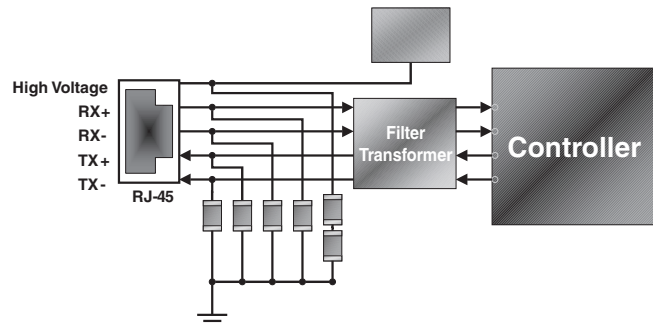 High Voltage
RX+
RX-
TX+
TX-
RJ-45
Filter
Transformer
Controller